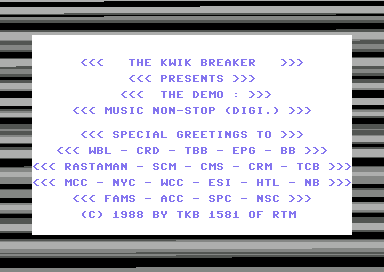 <<<   THE KWIK BREAKER   >>>
<<< PRESENTS >>>
<<<  THE DEMO : >>>
<<< MUSIC NON-STOP (DIGI.) >>>
<<< SPECIAL GREETINGS TO >>>
<<< WBL - CRD - TBB - EPG - BB >>>
<<< RASTAMAN - SCM - CMS - CRM - TCB >>>
<<< MCC - NYC - WCC - ESI - HTL - NB >>>
<<< FAMS - ACC - SPC - NSC >>>
(C) 1988 BY TKB 1581 OF RTM